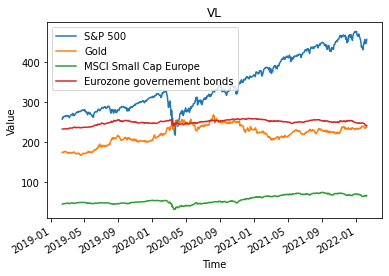 VL
S&P 500
Gold
MSCI Small Cap Europe
Eurozone governement bonds
Value
400
300
200
100
2019-01
2019-05
2019-09
2020-01
2020-05
2020-09
2021-01
2021-05
2021-09
2022-01
Time